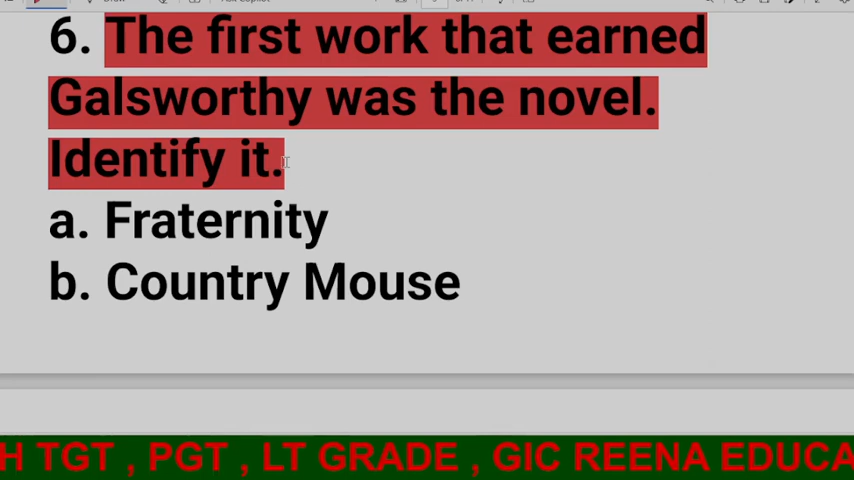 6. The first work that earned
Galsworthy was the novel.
Identify it.
a. Fraternity
b. Country Mouse
H TGT , PGT , LT GRADE , GIC REENA EDUCA